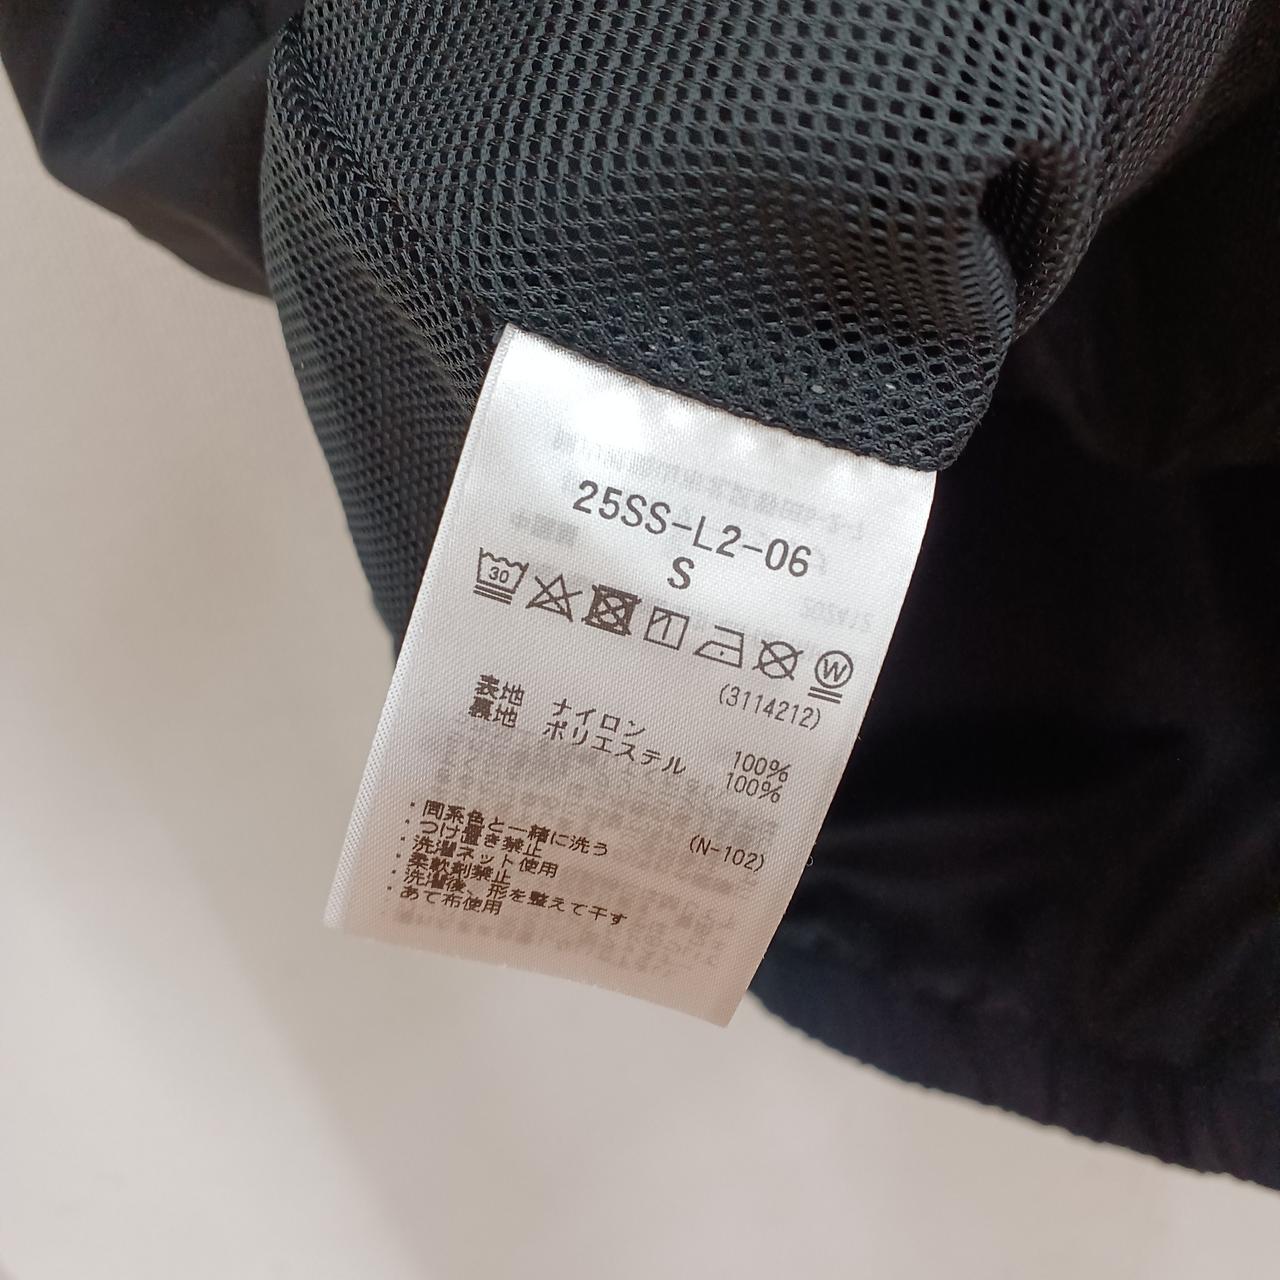 25SS-L2-06
S
30
W
(3114212)
表地 ナイロン 100%
裏地 ポリエステル 100%
(N-102)
・同系色と一緒に洗う
・つけ置き禁止
・洗濯ネット使用
・柔軟剤禁止
・洗濯後、形を整えて干す
・あて布使用